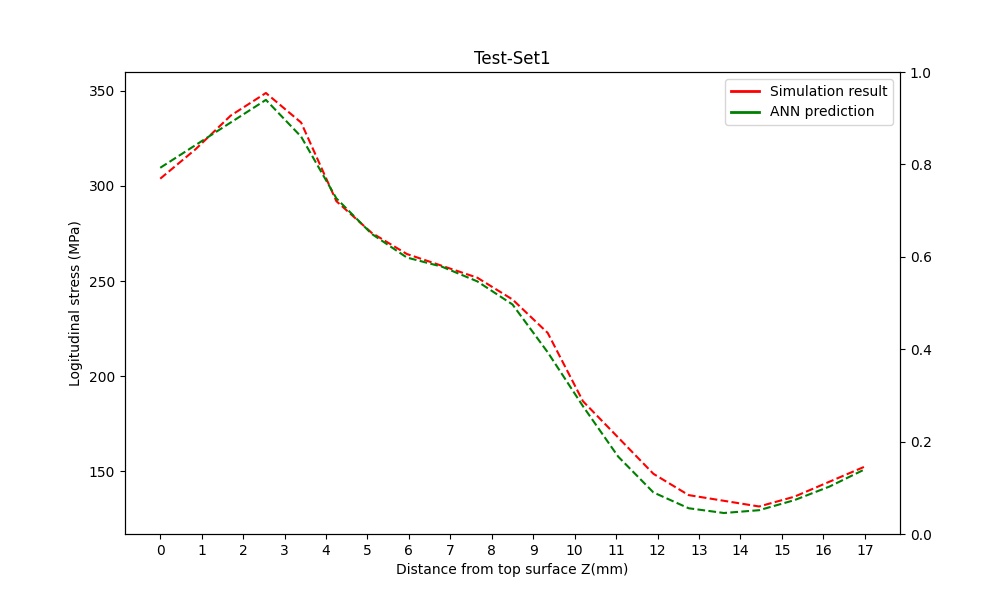 Test-Set1
Simulation result
ANN prediction
350
300
250
200
150
Logitudinal stress (MPa)
1.0
0.8
0.6
0.4
0.2
0.0
0 1 2 3 4 5 6 7 8 9 10 11 12 13 14 15 16 17
Distance from top surface Z(mm)